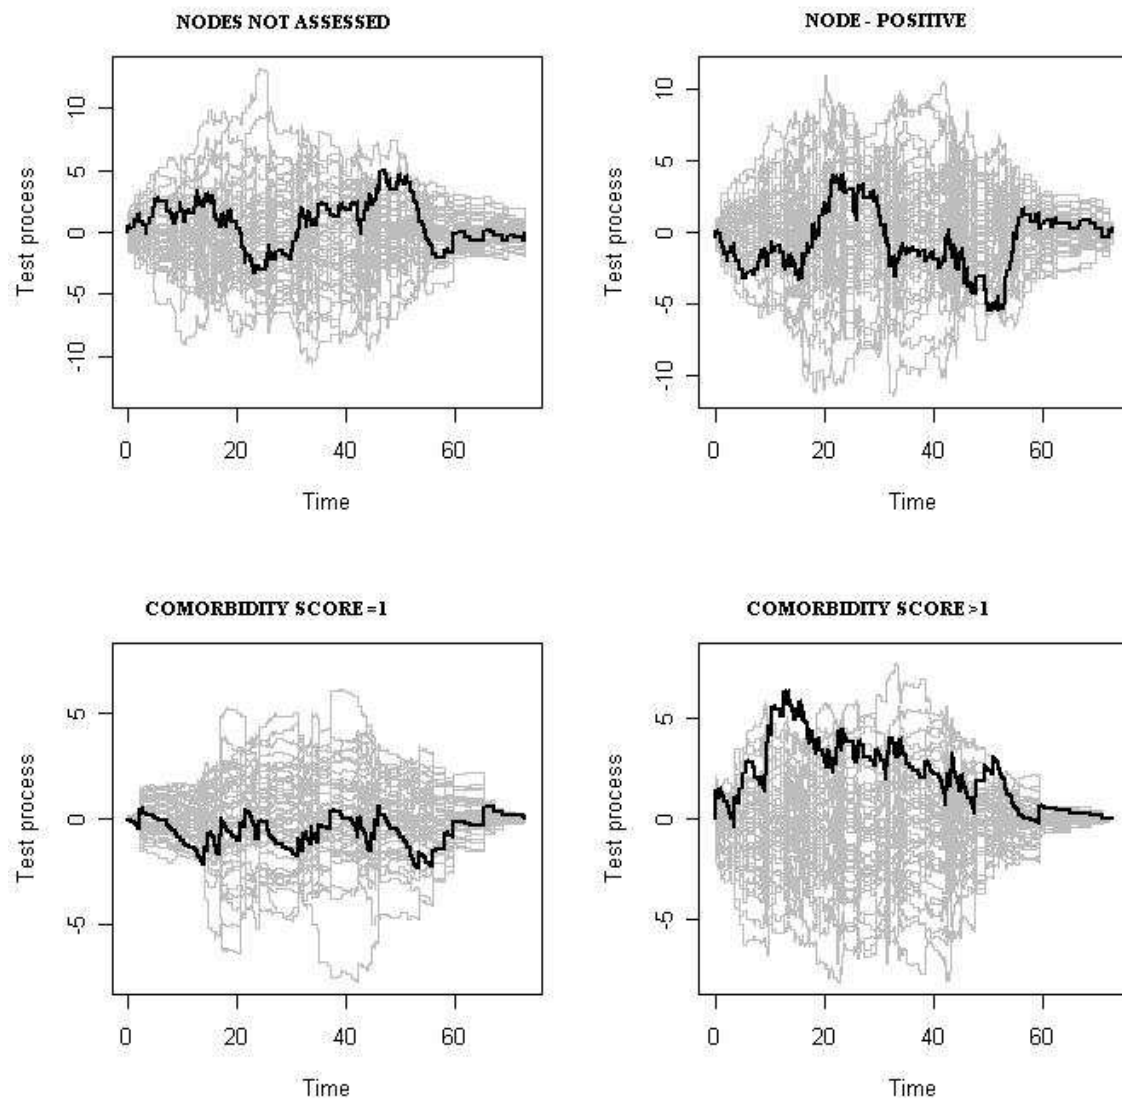 NODES NOT ASSESSED
Test process
10
5
0
-5
-10
0 20 40 60
Time
NODE - POSITIVE
Test process
10
5
0
-5
-10
0 20 40 60
Time
COMORBIDITY SCORE =1
Test process
5
0
-5
0 20 40 60
Time
COMORBIDITY SCORE >1
Test process
5
0
-5
0 20 40 60
Time